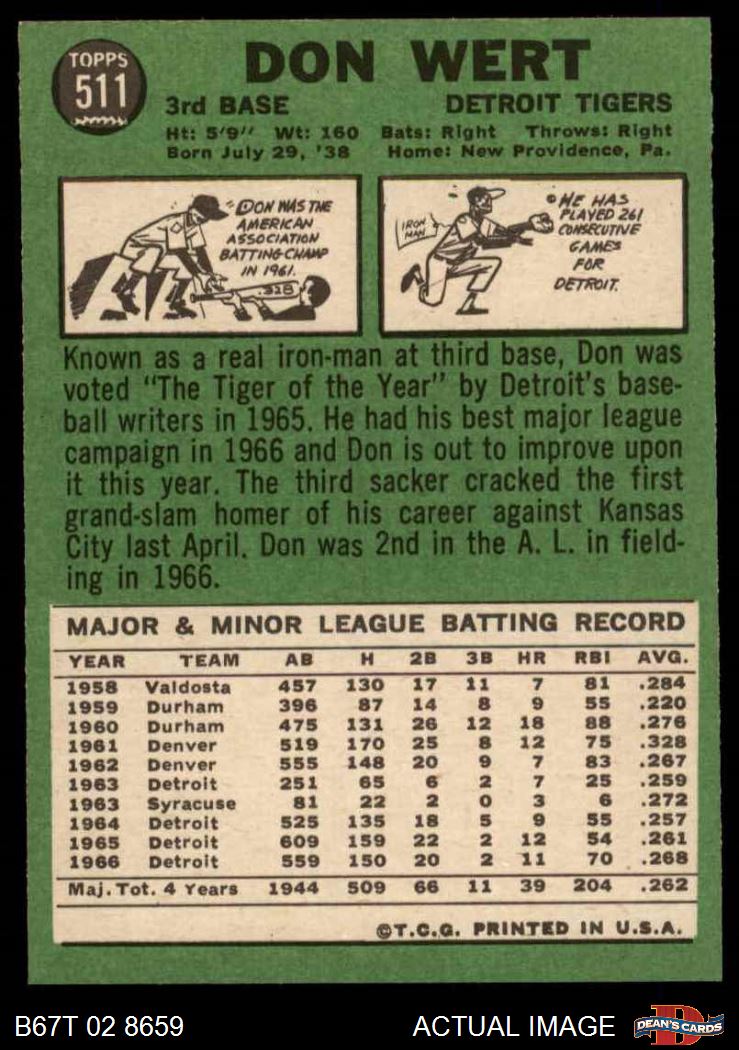 TOPPS
511
DON WERT
3rd BASE DETROIT TIGERS
Ht: 5'9" Wt: 160 Bats: Right Throws: Right
Born July 29, '38 Home: New Providence, Pa.
DON WAS THE
AMERICAN
ASSOCIATION
BATTING CHAMP
IN 1961.
.328
IRON
MAN
HE HAS
PLAYED 261
CONSECUTIVE
GAMES
FOR
DETROIT.
Known as a real iron-man at third base, Don was
voted "The Tiger of the Year" by Detroit's base-
ball writers in 1965. He had his best major league
campaign in 1966 and Don is out to improve upon
it this year. The third sacker cracked the first
grand-slam homer of his career against Kansas
City last April. Don was 2nd in the A. L. in field-
ing in 1966.
MAJOR & MINOR LEAGUE BATTING RECORD
YEAR TEAM AB H 2B 3B HR RBI AVG.
1958 Valdosta 457 130 17 11 7 81 .284
1959 Durham 396 87 14 8 9 55 .220
1960 Durham 475 131 26 12 18 88 .276
1961 Denver 519 170 25 8 12 75 .328
1962 Denver 555 148 20 9 7 83 .267
1963 Detroit 251 65 6 2 7 25 .259
1963 Syracuse 81 22 2 0 3 6 .272
1964 Detroit 525 135 18 5 9 55 .257
1965 Detroit 609 159 22 2 12 54 .261
1966 Detroit 559 150 20 2 11 70 .268
Maj. Tot. 4 Years 1944 509 66 11 39 204 .262
©T.C.G. PRINTED IN U.S.A.
B67T 02 8659 ACTUAL IMAGE DEAN'S CARDS